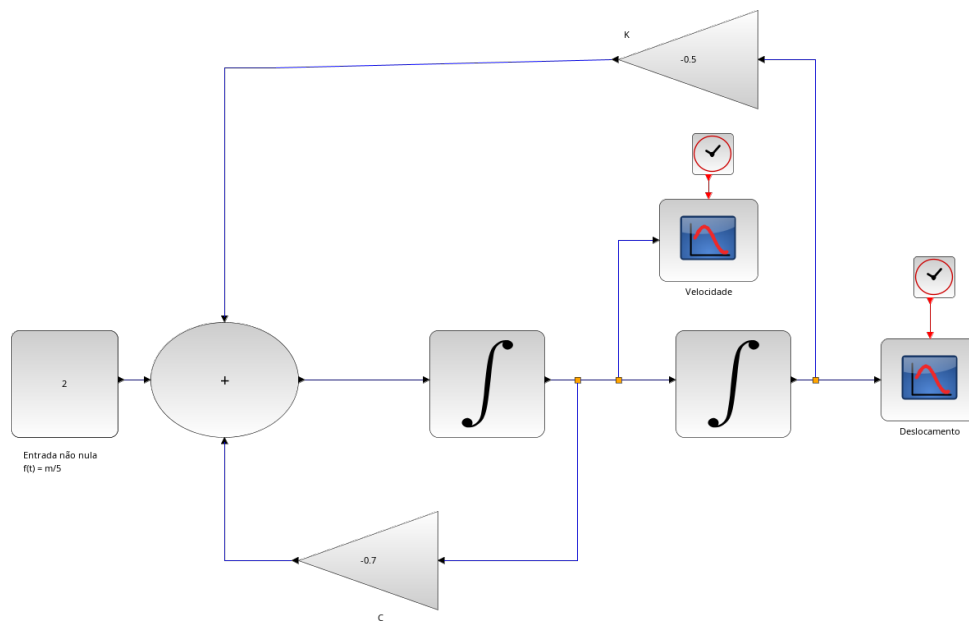 K
-0.5
Velocidade
2
+
Deslocamento
Entrada não nula
f(t) = m/5
-0.7
C